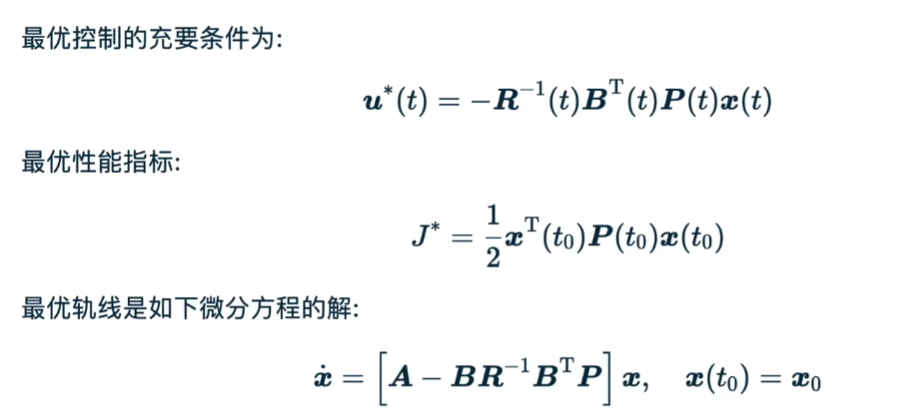 最优控制的充要条件为:
$\boldsymbol{u}^{*}(t) = -\boldsymbol{R}^{-1}(t)\boldsymbol{B}^{\mathrm{T}}(t)\boldsymbol{P}(t)\boldsymbol{x}(t)$
最优性能指标:
$J^{*} = \frac{1}{2}\boldsymbol{x}^{\mathrm{T}}(t_0)\boldsymbol{P}(t_0)\boldsymbol{x}(t_0)$
最优轨线是如下微分方程的解:
$\dot{\boldsymbol{x}} = \left[\boldsymbol{A} - \boldsymbol{B}\boldsymbol{R}^{-1}\boldsymbol{B}^{\mathrm{T}}\boldsymbol{P}\right]\boldsymbol{x}, \quad \boldsymbol{x}(t_0) = \boldsymbol{x}_0$